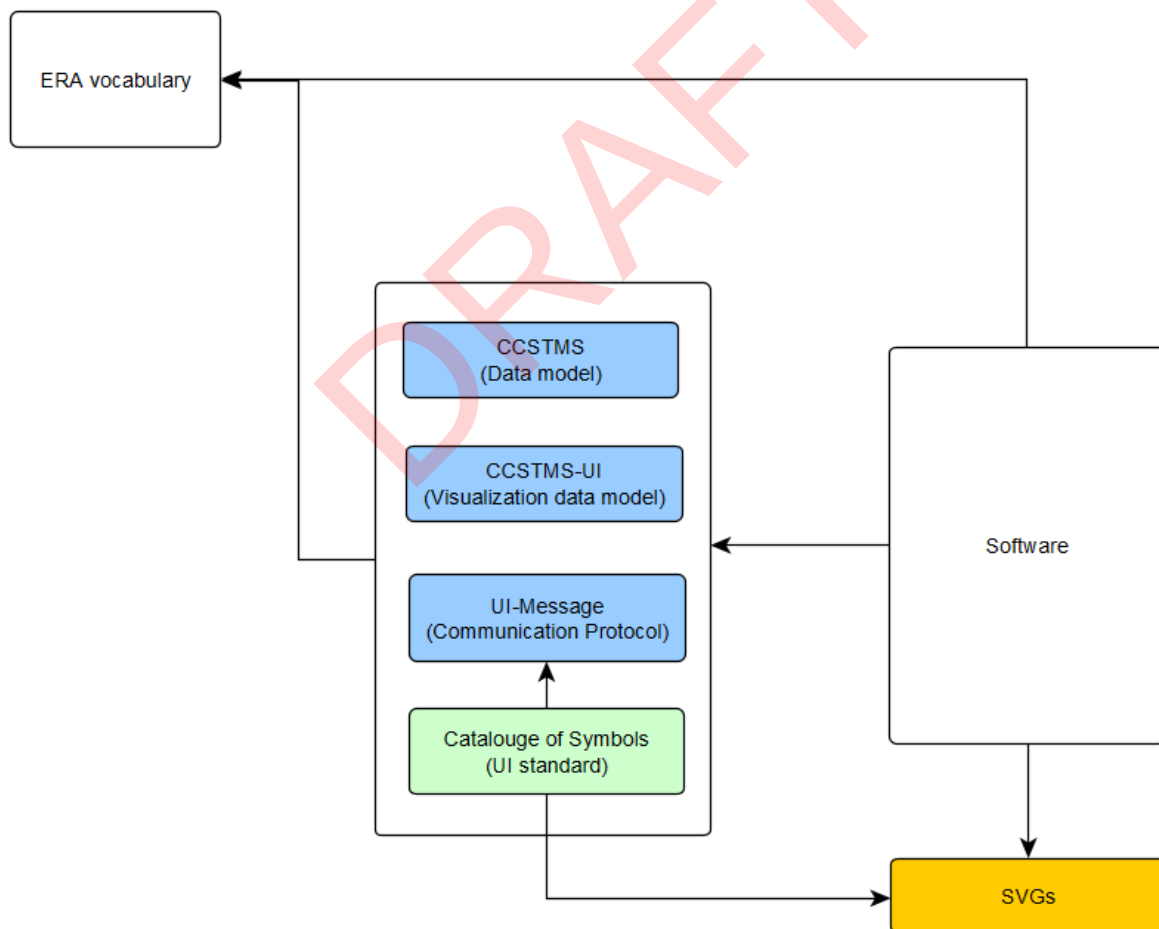 ERA vocabulary
DRAFT
CCSTMS
(Data model)
CCSTMS-UI
(Visualization data model)
Software
UI-Message
(Communication Protocol)
Catalouge of Symbols
(UI standard)
SVGs